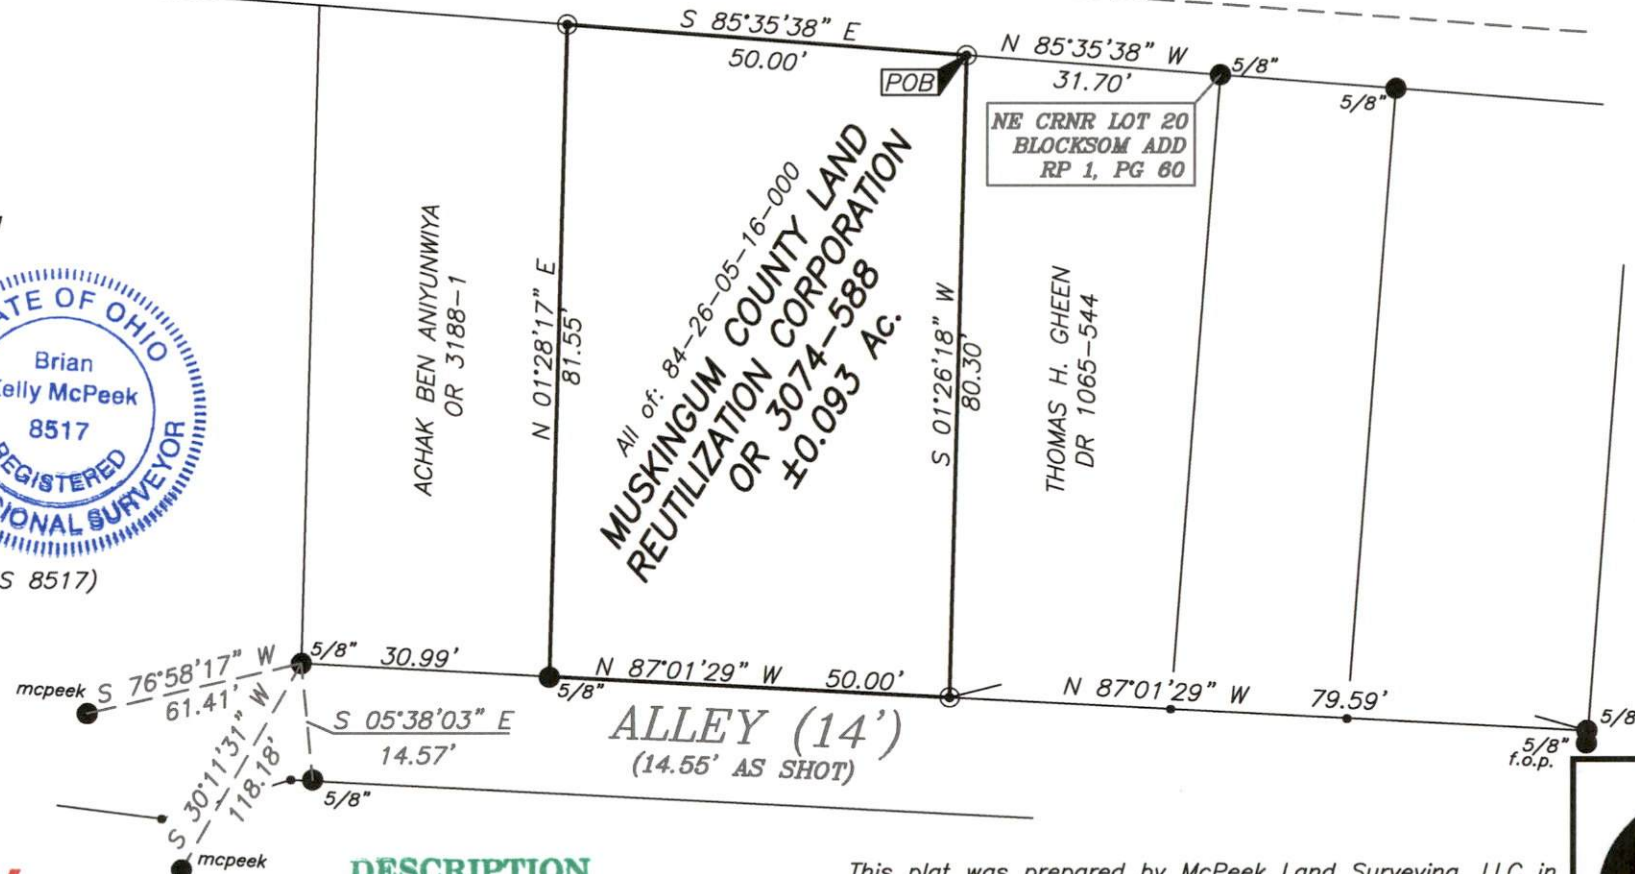 S 85°35'38" E
50.00'
POB
N 85°35'38" W
31.70'
5/8"
5/8"
NE CRNR LOT 20
BLOCKSOM ADD
RP 1, PG 60
ACHAK BEN ANIYUNWIYA
OR 3188-1
N 01°28'17" E
81.55'
All of: 84-26-05-16-000
MUSKINGUM COUNTY LAND
REUTILIZATION CORPORATION
OR 3074-588
±0.093 Ac.
S 01°26'18" W
80.30'
THOMAS H. GHEEN
DR 1065-544
ATE OF OHIO
Brian
elly McPeek
8517
REGISTERED
SIONAL SURVEYOR
S 8517)
5/8"
30.99'
5/8"
N 87°01'29" W 50.00'
N 87°01'29" W 79.59'
5/8
5/8"
f.o.p.
mcpeek
S 76°58'17" W
61.41'
S 30°11'31" W
118.18'
S 05°38'03" E
14.57'
5/8"
mcpeek
ALLEY (14')
(14.55' AS SHOT)
DESCRIPTION
This plat was prepared by McPeek Land Surveying, LLC in